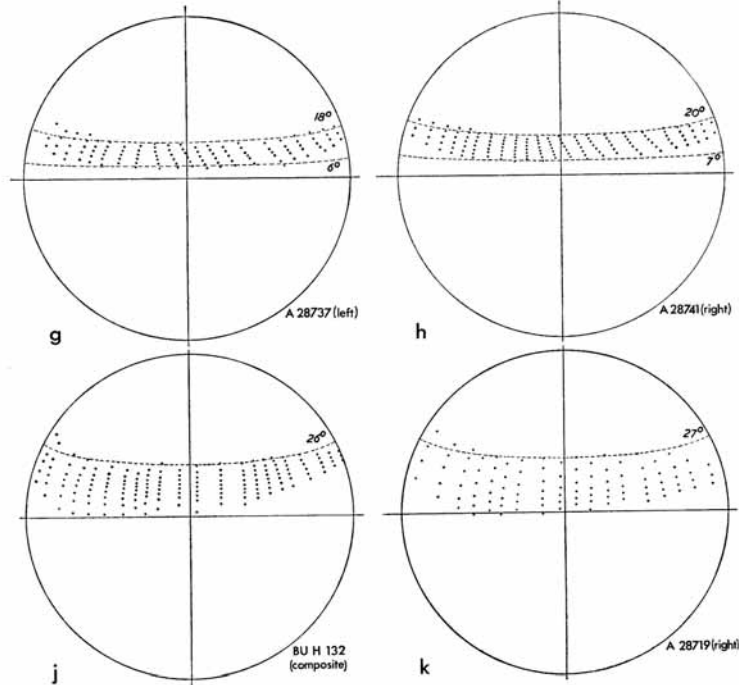 18°
6°
A 28737 (left)
g
20°
7°
A 28741 (right)
h
26°
BU H 132
(composite)
j
27°
A 28719 (right)
k